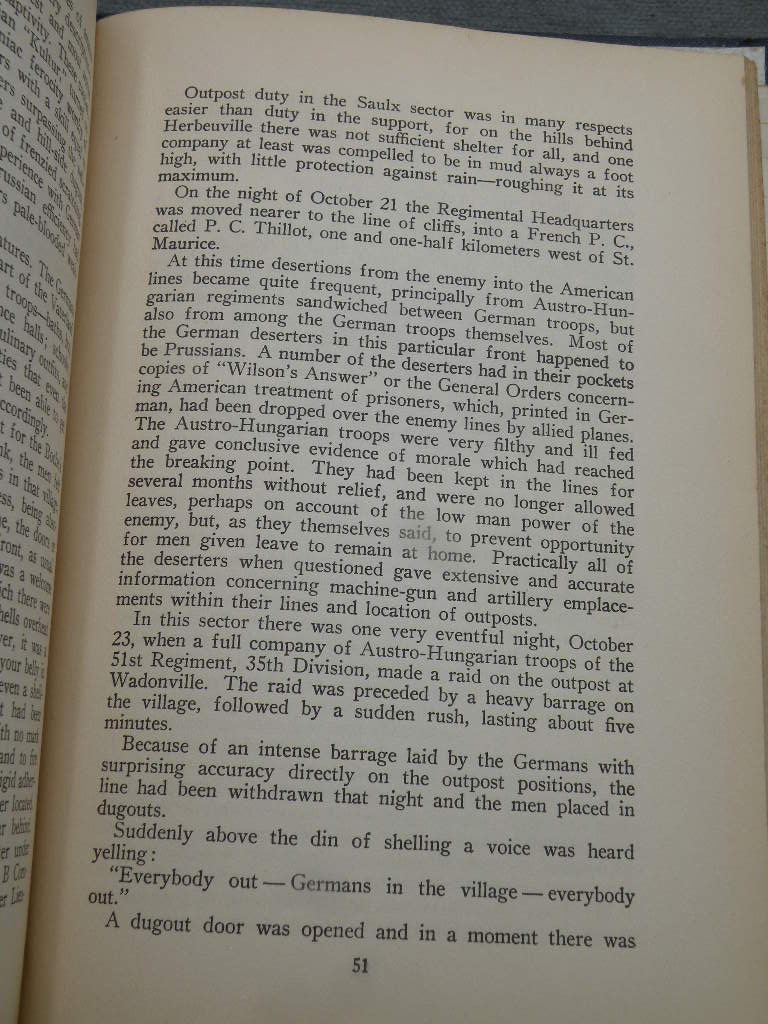 Outpost duty in the Saulx sector was in many respects
easier than duty in the support, for on the hills behind
Herbeuville there was not sufficient shelter for all, and one
company at least was compelled to be in mud always a foot
high, with little protection against rain—roughing it at its
maximum.
On the night of October 21 the Regimental Headquarters
was moved nearer to the line of cliffs, into a French P. C.,
called P. C. Thillot, one and one-half kilometers west of St.
Maurice.
At this time desertions from the enemy into the American
lines became quite frequent, principally from Austro-Hun-
garian regiments sandwiched between German troops, but
also from among the German troops themselves. Most of
the German deserters in this particular front happened to
be Prussians. A number of the deserters had in their pockets
copies of "Wilson's Answer" or the General Orders concern-
ing American treatment of prisoners, which, printed in Ger-
man, had been dropped over the enemy lines by allied planes.
The Austro-Hungarian troops were very filthy and ill fed
and gave conclusive evidence of morale which had reached
the breaking point. They had been kept in the lines for
several months without relief, and were no longer allowed
leaves, perhaps on account of the low man power of the
enemy, but, as they themselves said, to prevent opportunity
for men given leave to remain at home. Practically all of
the deserters when questioned gave extensive and accurate
information concerning machine-gun and artillery emplace-
ments within their lines and location of outposts.
In this sector there was one very eventful night, October
23, when a full company of Austro-Hungarian troops of the
51st Regiment, 35th Division, made a raid on the outpost at
Wadonville. The raid was preceded by a heavy barrage on
the village, followed by a sudden rush, lasting about five
minutes.
Because of an intense barrage laid by the Germans with
surprising accuracy directly on the outpost positions, the
line had been withdrawn that night and the men placed in
dugouts.
Suddenly above the din of shelling a voice was heard
yelling:
"Everybody out — Germans in the village — everybody
out."
A dugout door was opened and in a moment there was
51